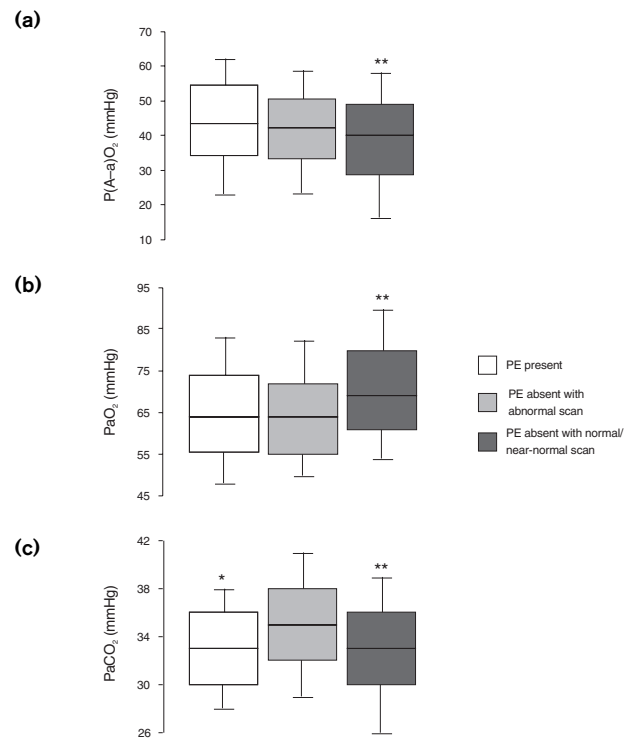 (a)
70
60
50
40
30
20
10
P(A–a)O₂ (mmHg)
**
(b)
95
85
75
65
55
45
PaO₂ (mmHg)
**
PE present
PE absent with
abnormal scan
PE absent with normal/
near-normal scan
(c)
42
38
34
30
26
PaCO₂ (mmHg)
*
**